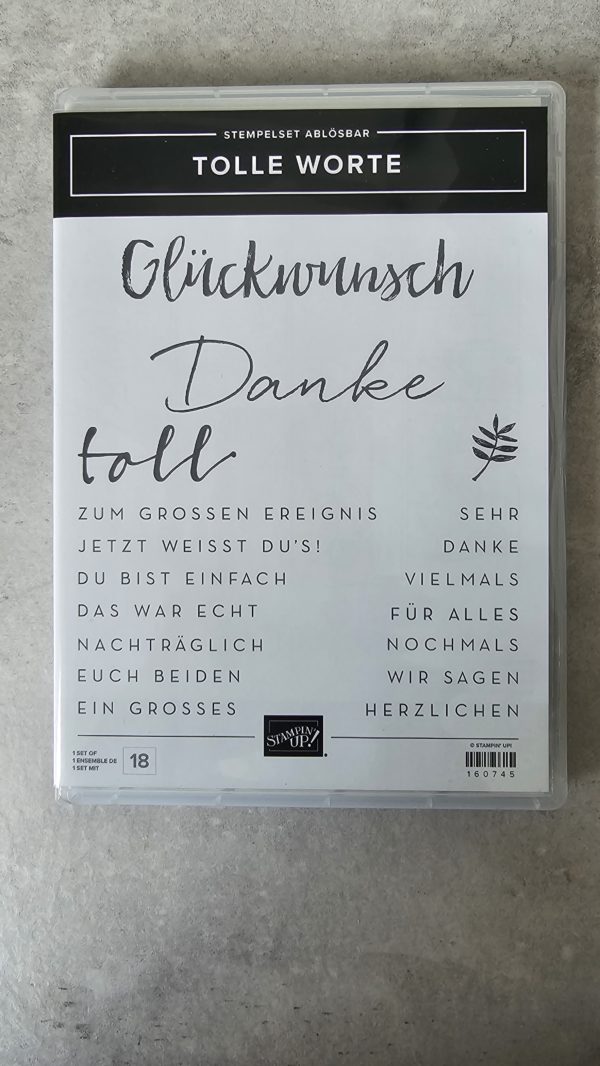 STEMPELSET ABLÖSBAR
TOLLE WORTE
Glückwunsch
Danke
toll
ZUM GROSSEN EREIGNIS SEHR
JETZT WEISST DU'S! DANKE
DU BIST EINFACH VIELMALS
DAS WAR ECHT FÜR ALLES
NACHTRÄGLICH NOCHMALS
EUCH BEIDEN WIR SAGEN
EIN GROSSES HERZLICHEN
STAMPIN' UP!
1 SET OF
1 ENSEMBLE DE
1 SET MIT
18
© STAMPIN' UP!
160745